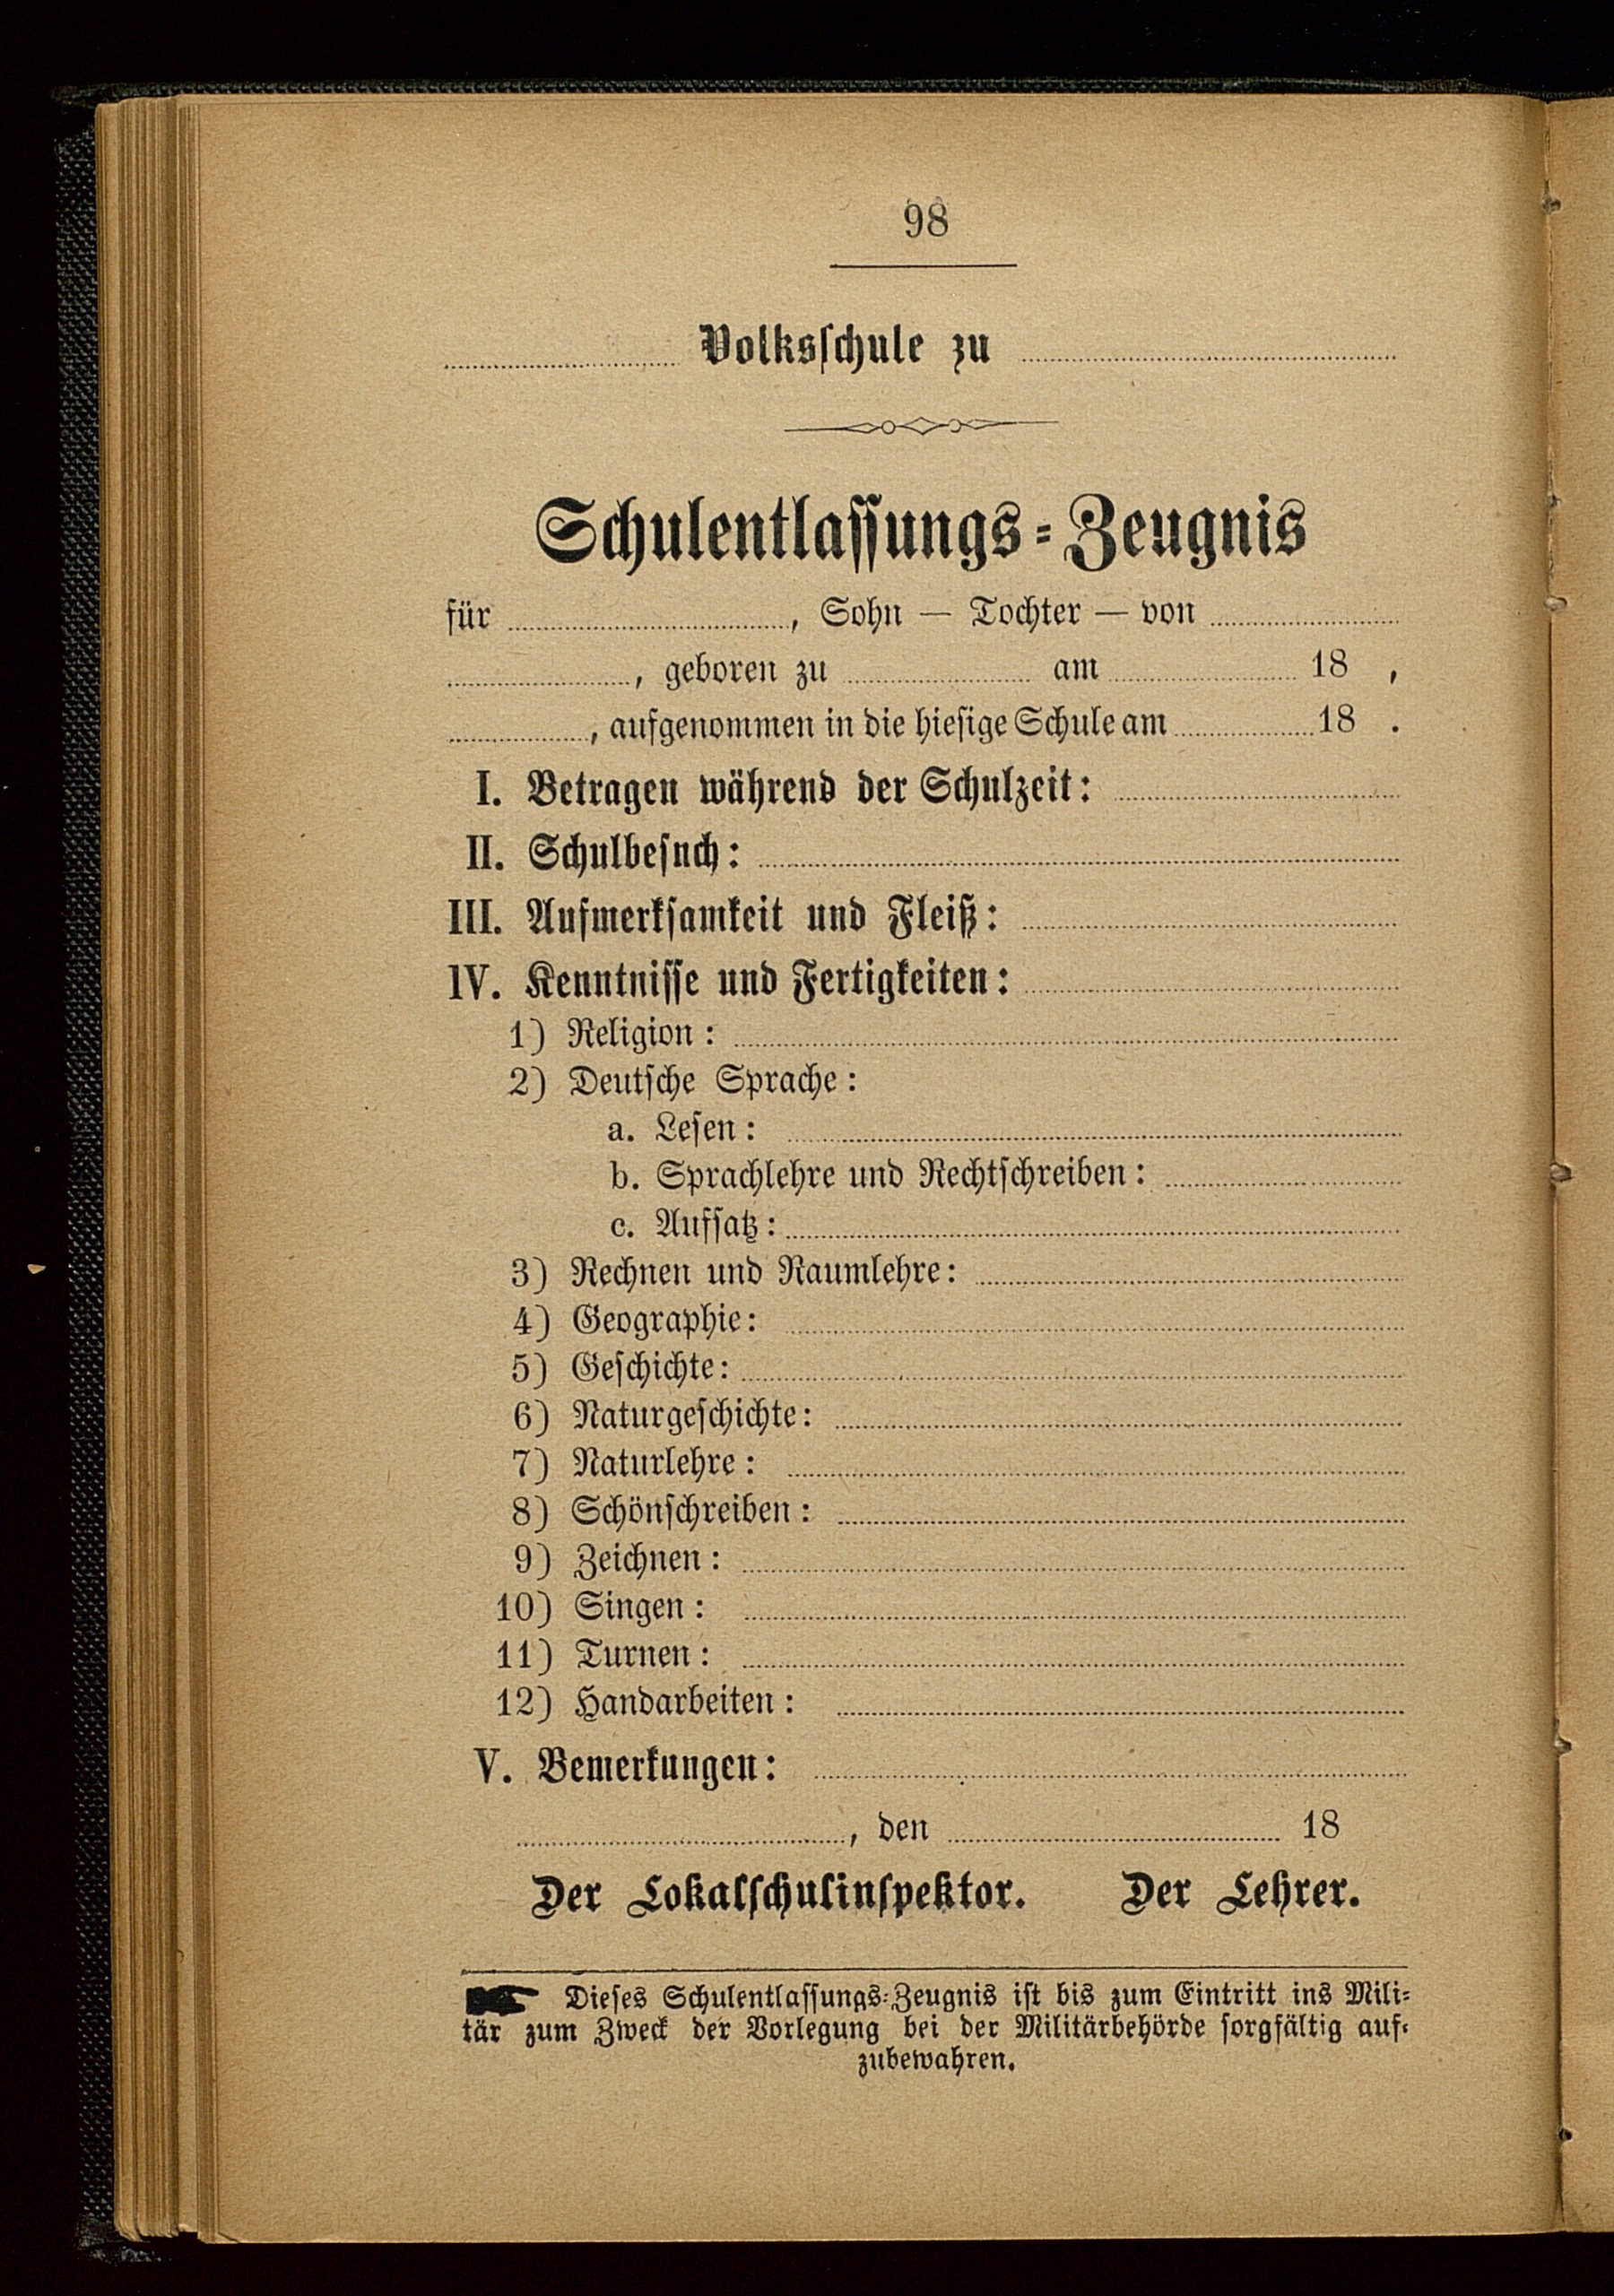 98
Volksschule zu
Schulentlassungs-Zeugnis
für , Sohn — Tochter — von
, geboren zu am 18 ,
, aufgenommen in die hiesige Schule am 18 .
I. Betragen während der Schulzeit:
II. Schulbesuch:
III. Aufmerksamkeit und Fleiß:
IV. Kenntnisse und Fertigkeiten:
1) Religion:
2) Deutsche Sprache:
a. Lesen:
b. Sprachlehre und Rechtschreiben:
c. Aufsatz:
3) Rechnen und Raumlehre:
4) Geographie:
5) Geschichte:
6) Naturgeschichte:
7) Naturlehre:
8) Schönschreiben:
9) Zeichnen:
10) Singen:
11) Turnen:
12) Handarbeiten:
V. Bemerkungen:
, den 18
Der Lokalschulinspektor. Der Lehrer.
Dieses Schulentlassungs-Zeugnis ist bis zum Eintritt ins Mili-
tär zum Zweck der Vorlegung bei der Militärbehörde sorgfältig auf-
zubewahren.